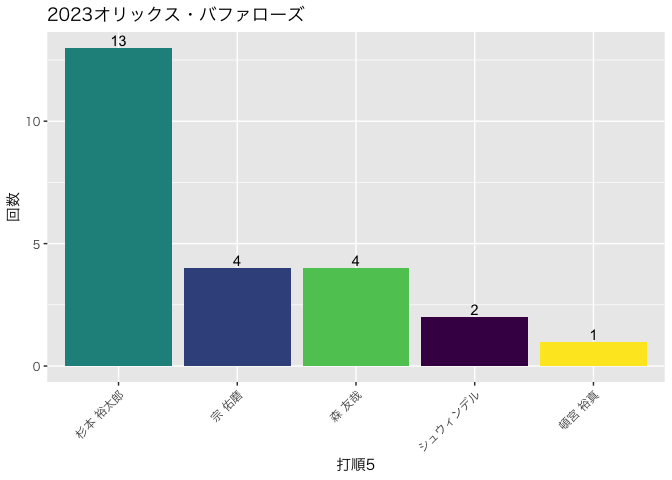 2023オリックス・バファローズ
13
4
4
2
1
10
5
0
回数
杉本 裕太郎
宗 佑磨
森 友哉
シュウィンデル
頓宮 裕真
打順5